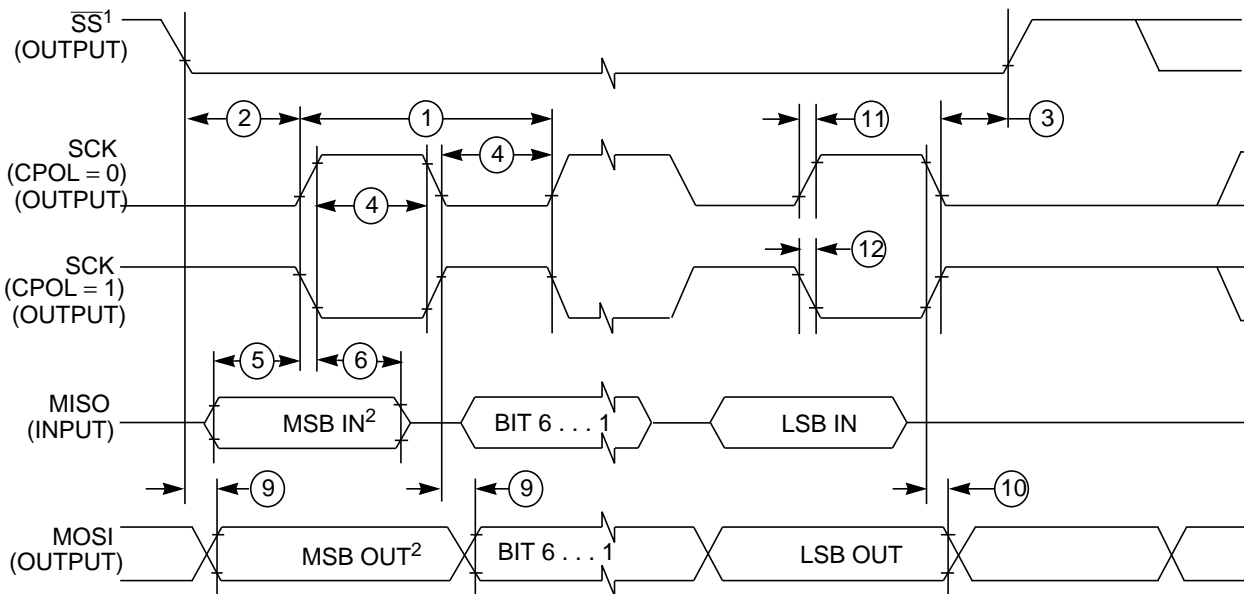 SS¹
(OUTPUT)
2
1
11
3
SCK
(CPOL = 0)
(OUTPUT)
4
4
SCK
(CPOL = 1)
(OUTPUT)
12
5
6
MISO
(INPUT)
MSB IN²
BIT 6 . . . 1
LSB IN
9
9
10
MOSI
(OUTPUT)
MSB OUT²
BIT 6 . . . 1
LSB OUT